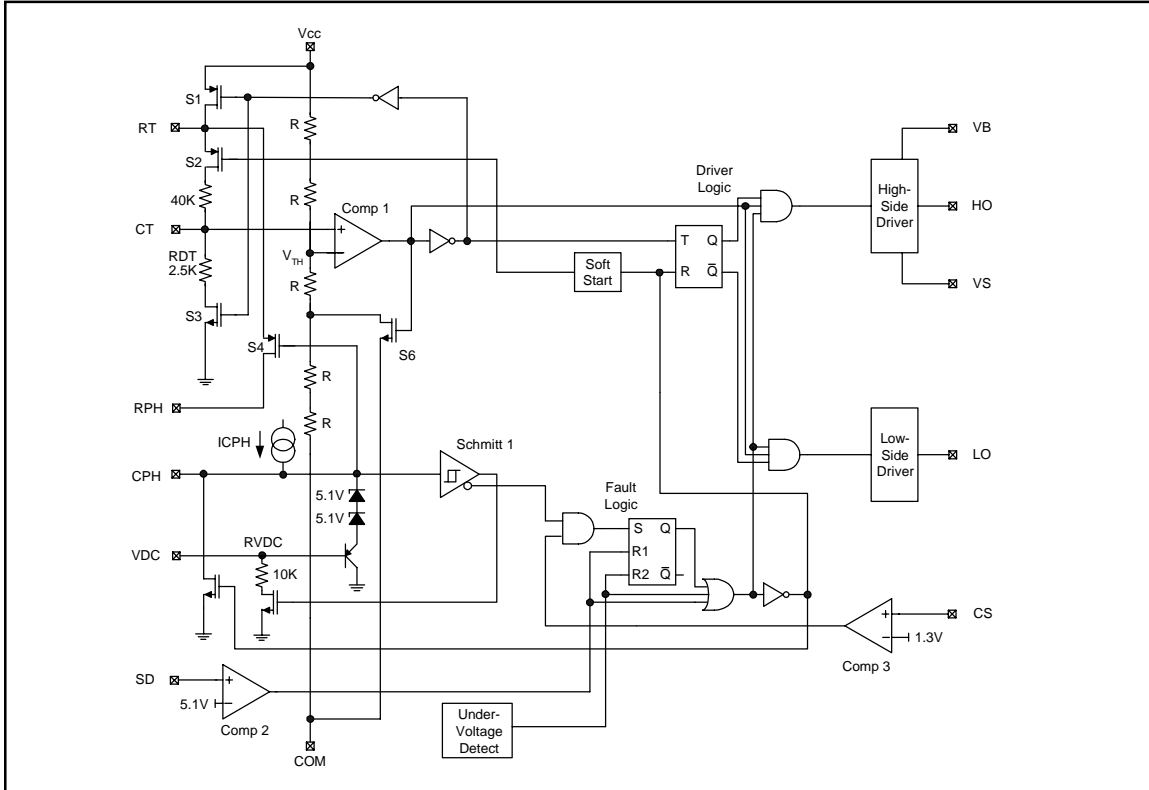 Vcc
S1
R
RT
VB
S2
Driver
Logic
High-
Side
Driver
40K
R
Comp 1
HO
CT
+
T Q
RDT
2.5K
VTH
−
Soft
Start
R Q
R
VS
S3
S4
S6
R
RPH
R
ICPH
Schmitt 1
Low-
Side
Driver
LO
CPH
5.1V
Fault
Logic
5.1V
S Q
VDC
RVDC
R1
10K
R2 Q
+
CS
−
1.3V
Comp 3
SD
+
5.1V
−
Comp 2
Under-
Voltage
Detect
COM